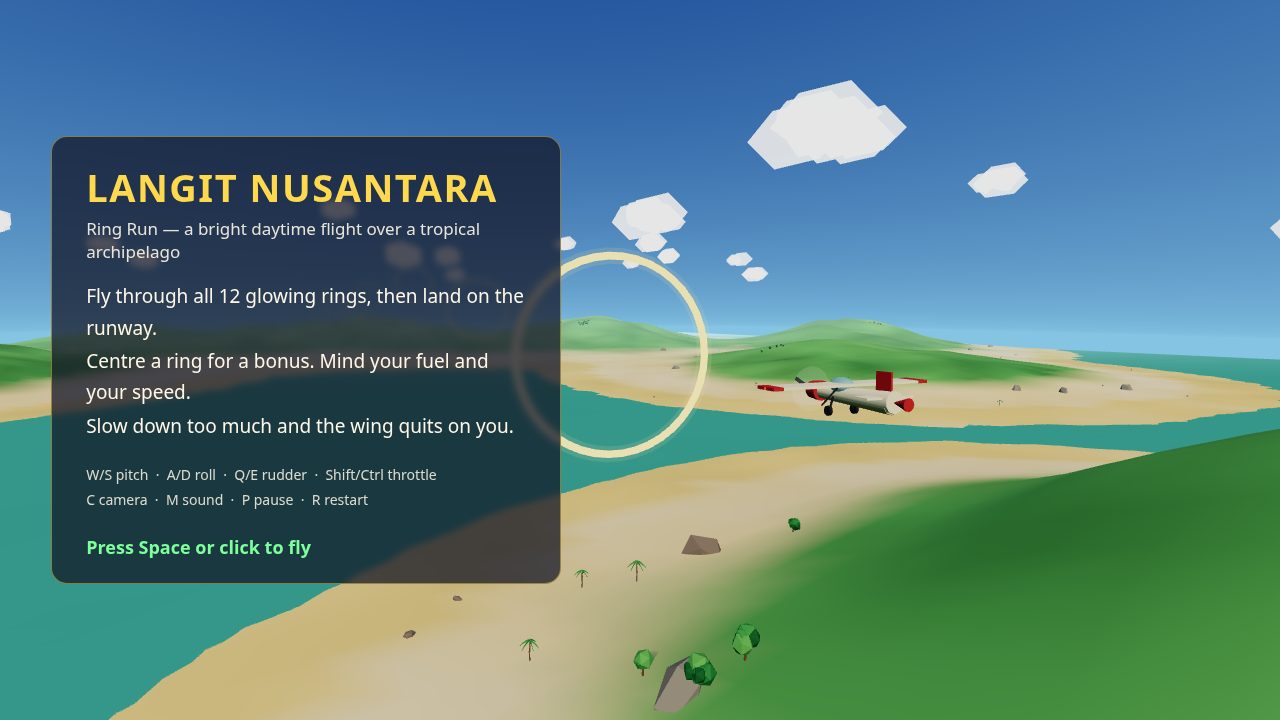 LANGIT NUSANTARA
Ring Run — a bright daytime flight over a tropical
archipelago
Fly through all 12 glowing rings, then land on the
runway.
Centre a ring for a bonus. Mind your fuel and
your speed.
Slow down too much and the wing quits on you.
W/S pitch · A/D roll · Q/E rudder · Shift/Ctrl throttle
C camera · M sound · P pause · R restart
Press Space or click to fly